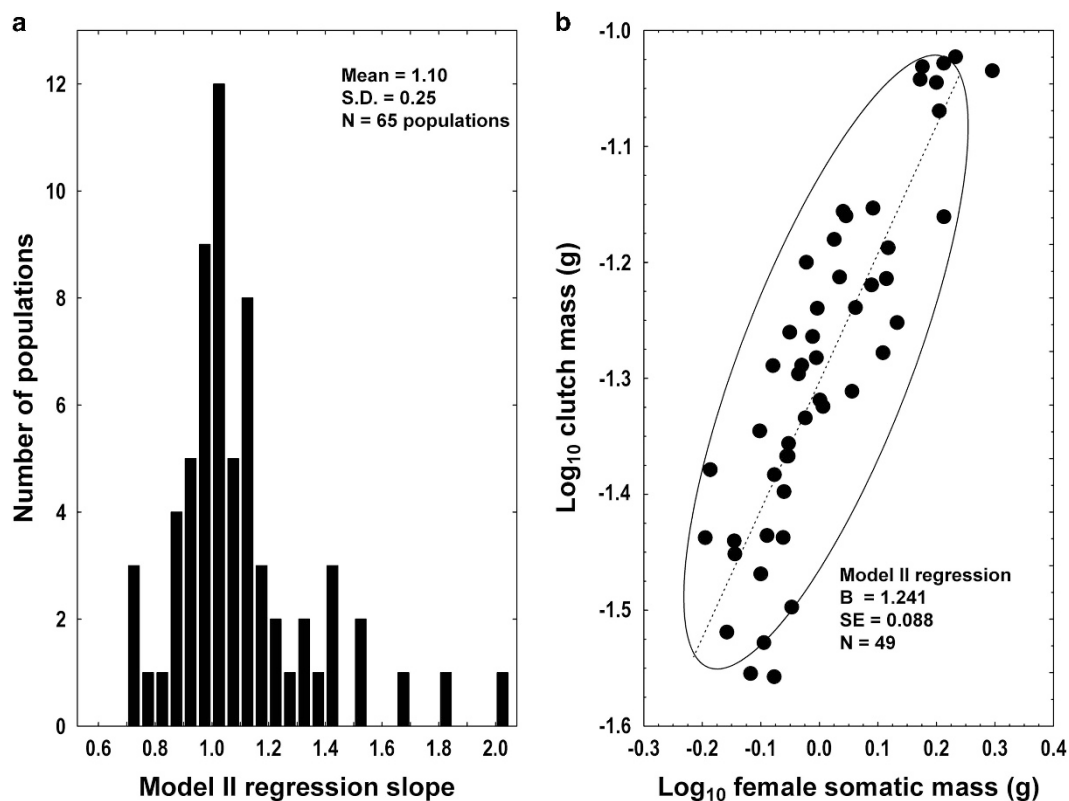 a
Mean = 1.10
S.D. = 0.25
N = 65 populations
Number of populations
12
10
8
6
4
2
0
0.6 0.8 1.0 1.2 1.4 1.6 1.8 2.0
Model II regression slope
b
Log10 clutch mass (g)
-1.0
-1.1
-1.2
-1.3
-1.4
-1.5
-1.6
Model II regression
B = 1.241
SE = 0.088
N = 49
-0.3 -0.2 -0.1 0.0 0.1 0.2 0.3 0.4
Log10 female somatic mass (g)